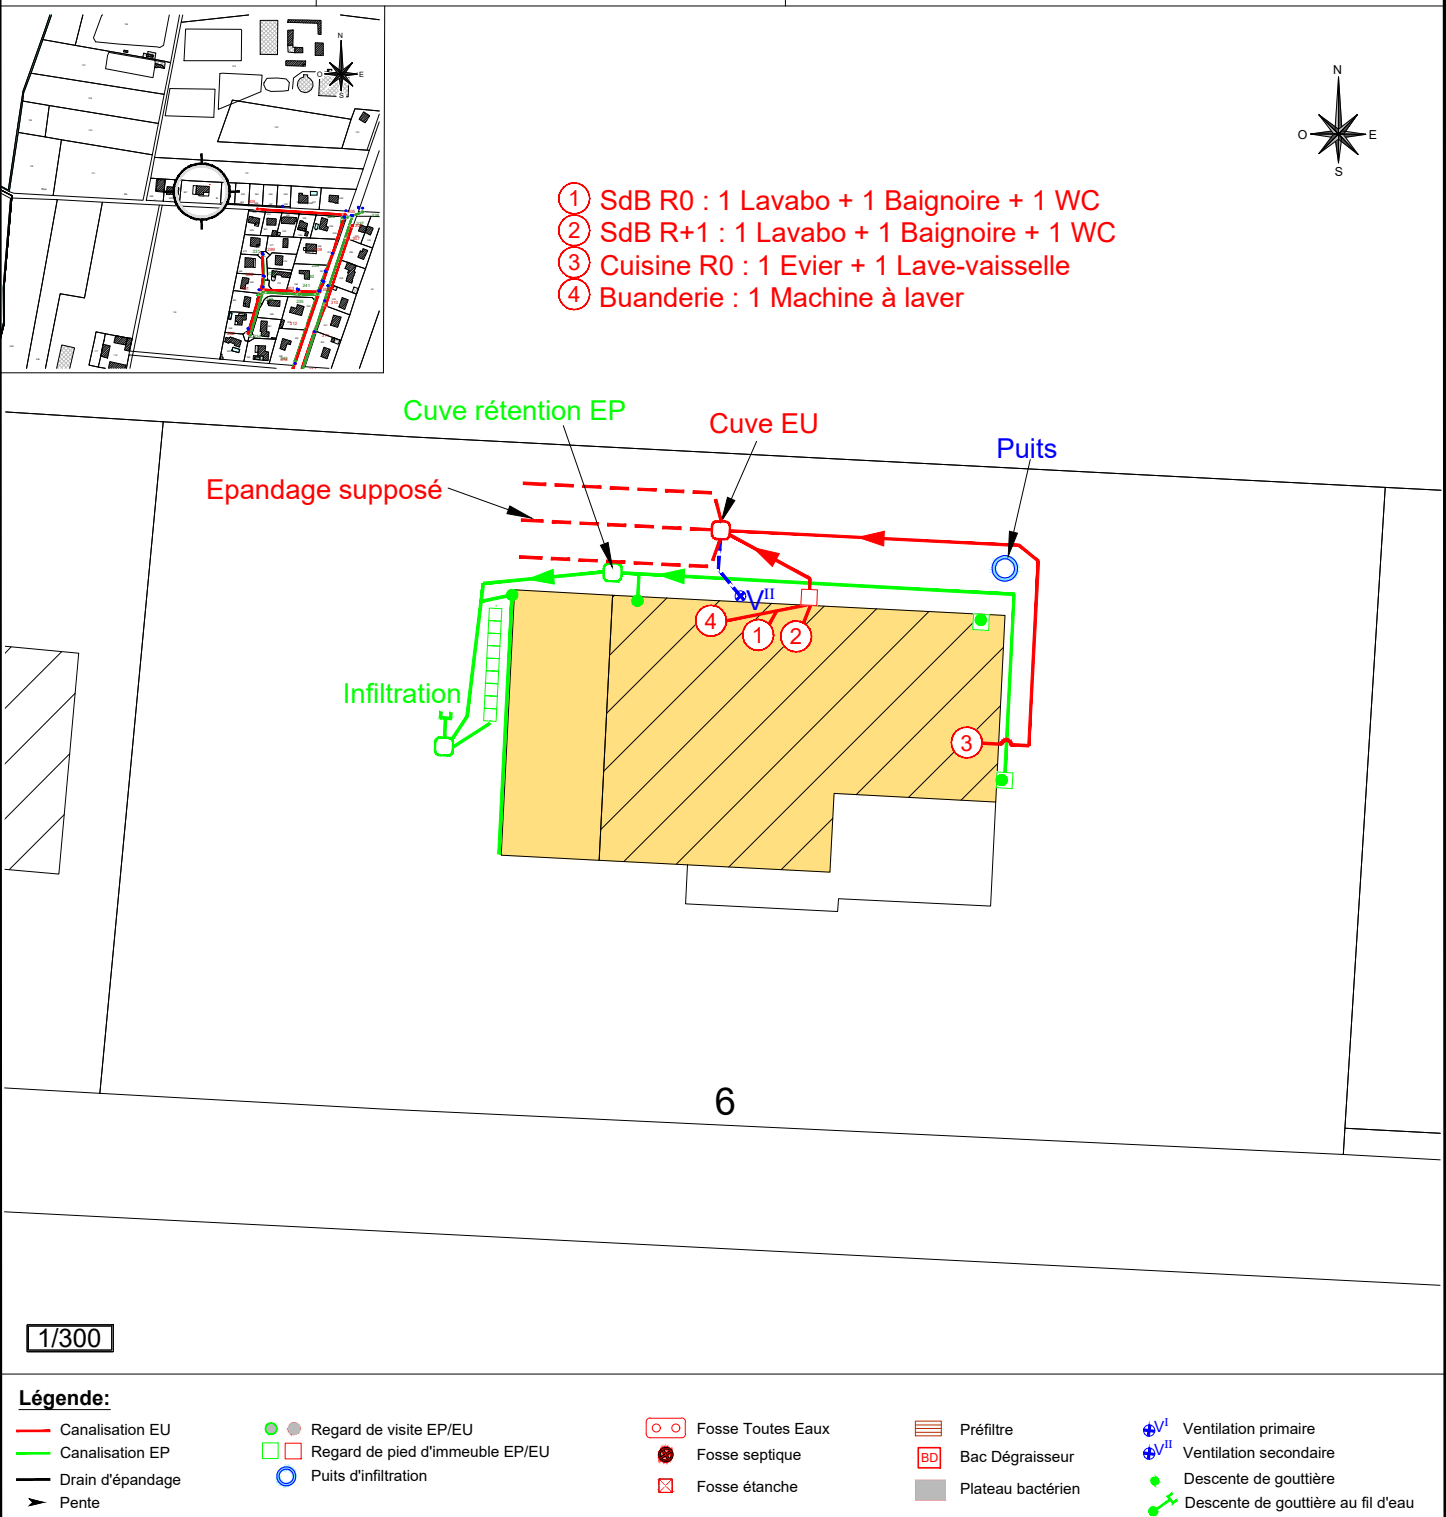 N
O
E
S
N
O
E
S
1 SdB R0 : 1 Lavabo + 1 Baignoire + 1 WC
2 SdB R+1 : 1 Lavabo + 1 Baignoire + 1 WC
3 Cuisine R0 : 1 Evier + 1 Lave-vaisselle
4 Buanderie : 1 Machine à laver
Cuve rétention EP
Cuve EU
Puits
Epandage supposé
VII
4
1
2
Infiltration
3
6
1/300
Légende:
Canalisation EU
Canalisation EP
Drain d'épandage
Pente
Regard de visite EP/EU
Regard de pied d'immeuble EP/EU
Puits d'infiltration
Fosse Toutes Eaux
Fosse septique
Fosse étanche
Préfiltre
BD Bac Dégraisseur
Plateau bactérien
VI Ventilation primaire
VII Ventilation secondaire
Descente de gouttière
Descente de gouttière au fil d'eau